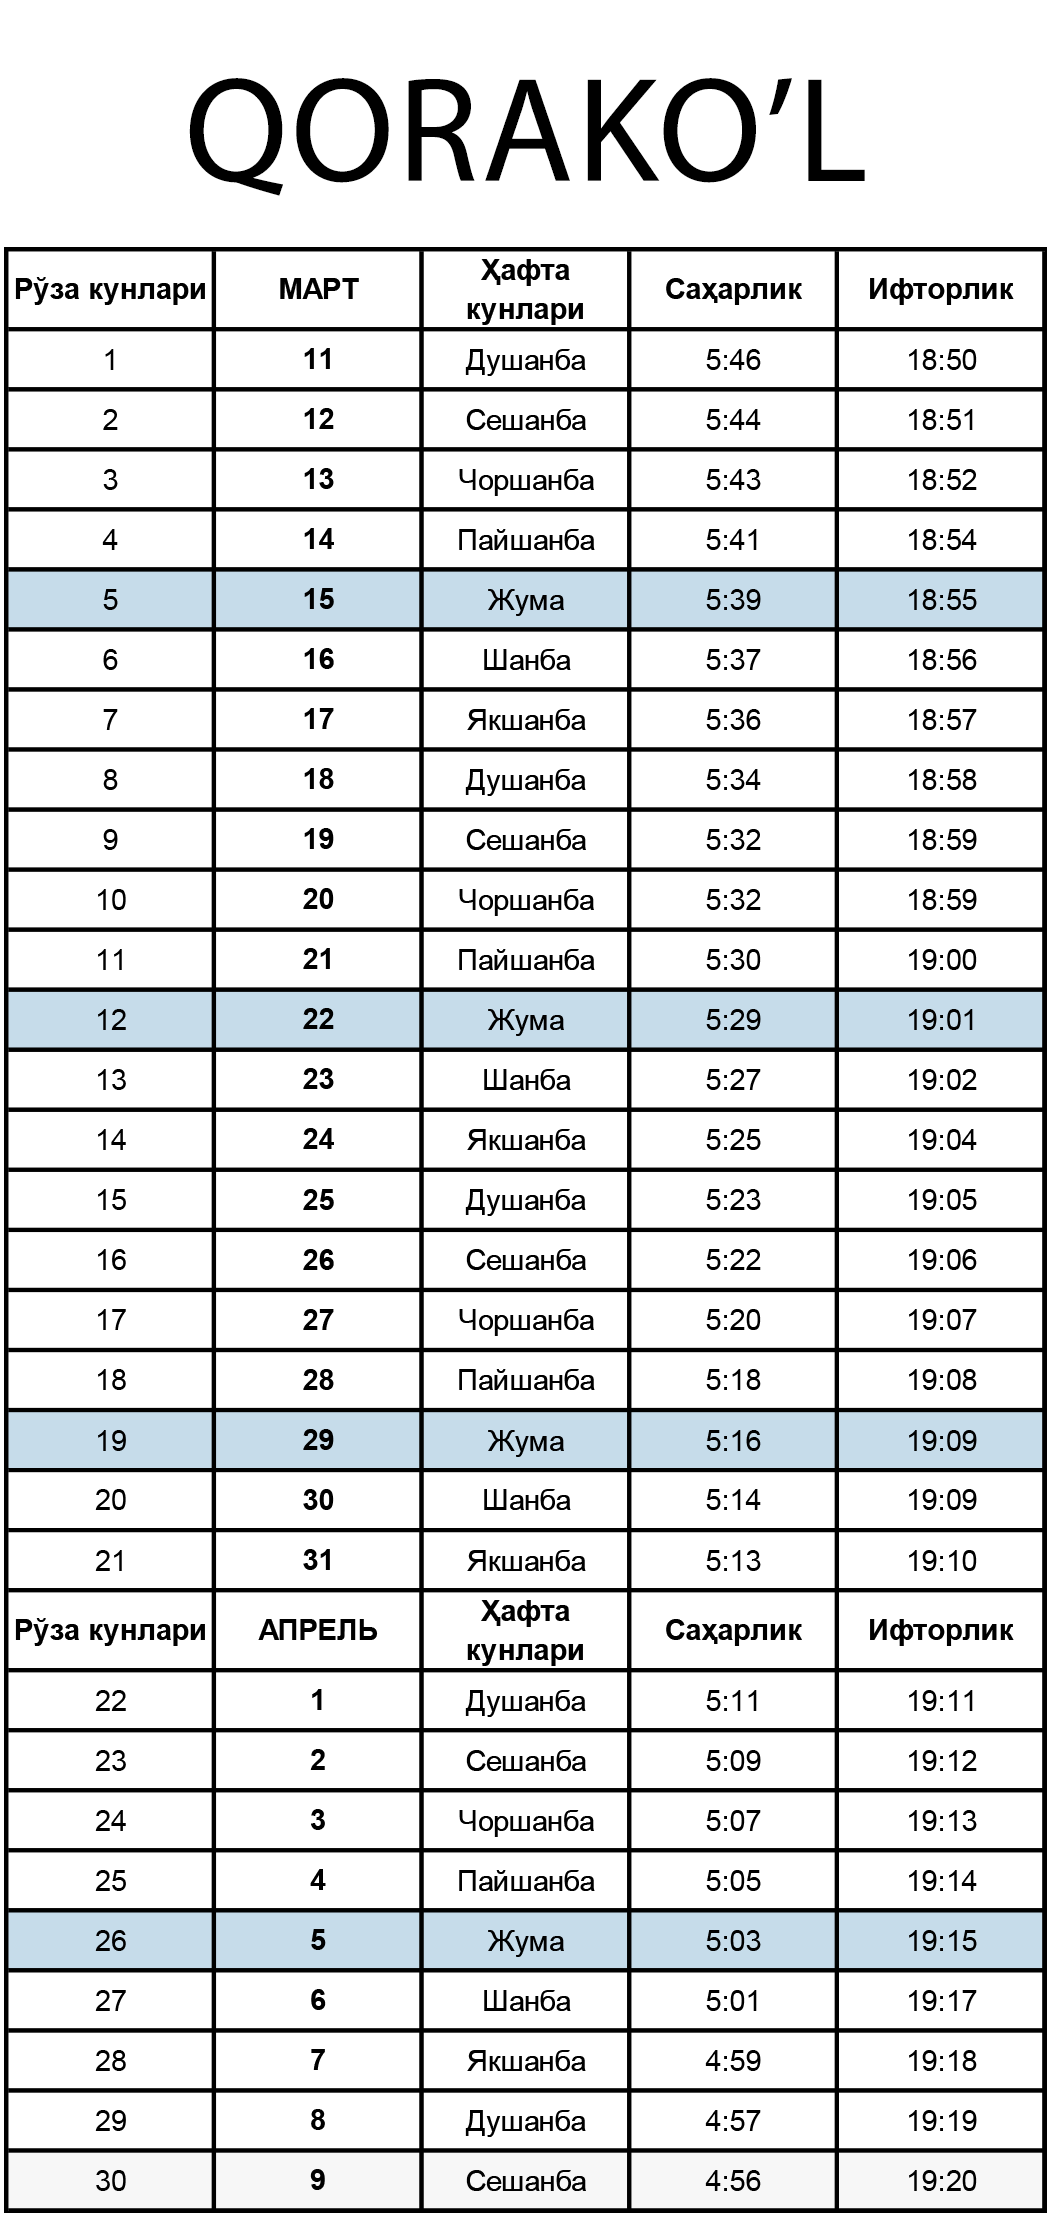 QORAKO’L
Рўза кунлари МАРТ Ҳафта кунлари Саҳарлик Ифторлик
1 11 Душанба 5:46 18:50
2 12 Сешанба 5:44 18:51
3 13 Чоршанба 5:43 18:52
4 14 Пайшанба 5:41 18:54
5 15 Жума 5:39 18:55
6 16 Шанба 5:37 18:56
7 17 Якшанба 5:36 18:57
8 18 Душанба 5:34 18:58
9 19 Сешанба 5:32 18:59
10 20 Чоршанба 5:32 18:59
11 21 Пайшанба 5:30 19:00
12 22 Жума 5:29 19:01
13 23 Шанба 5:27 19:02
14 24 Якшанба 5:25 19:04
15 25 Душанба 5:23 19:05
16 26 Сешанба 5:22 19:06
17 27 Чоршанба 5:20 19:07
18 28 Пайшанба 5:18 19:08
19 29 Жума 5:16 19:09
20 30 Шанба 5:14 19:09
21 31 Якшанба 5:13 19:10
Рўза кунлари АПРЕЛЬ Ҳафта кунлари Саҳарлик Ифторлик
22 1 Душанба 5:11 19:11
23 2 Сешанба 5:09 19:12
24 3 Чоршанба 5:07 19:13
25 4 Пайшанба 5:05 19:14
26 5 Жума 5:03 19:15
27 6 Шанба 5:01 19:17
28 7 Якшанба 4:59 19:18
29 8 Душанба 4:57 19:19
30 9 Сешанба 4:56 19:20